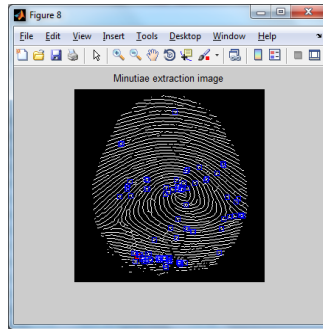 Figure 8
File Edit View Insert Tools Desktop Window Help
Minutiae extraction image